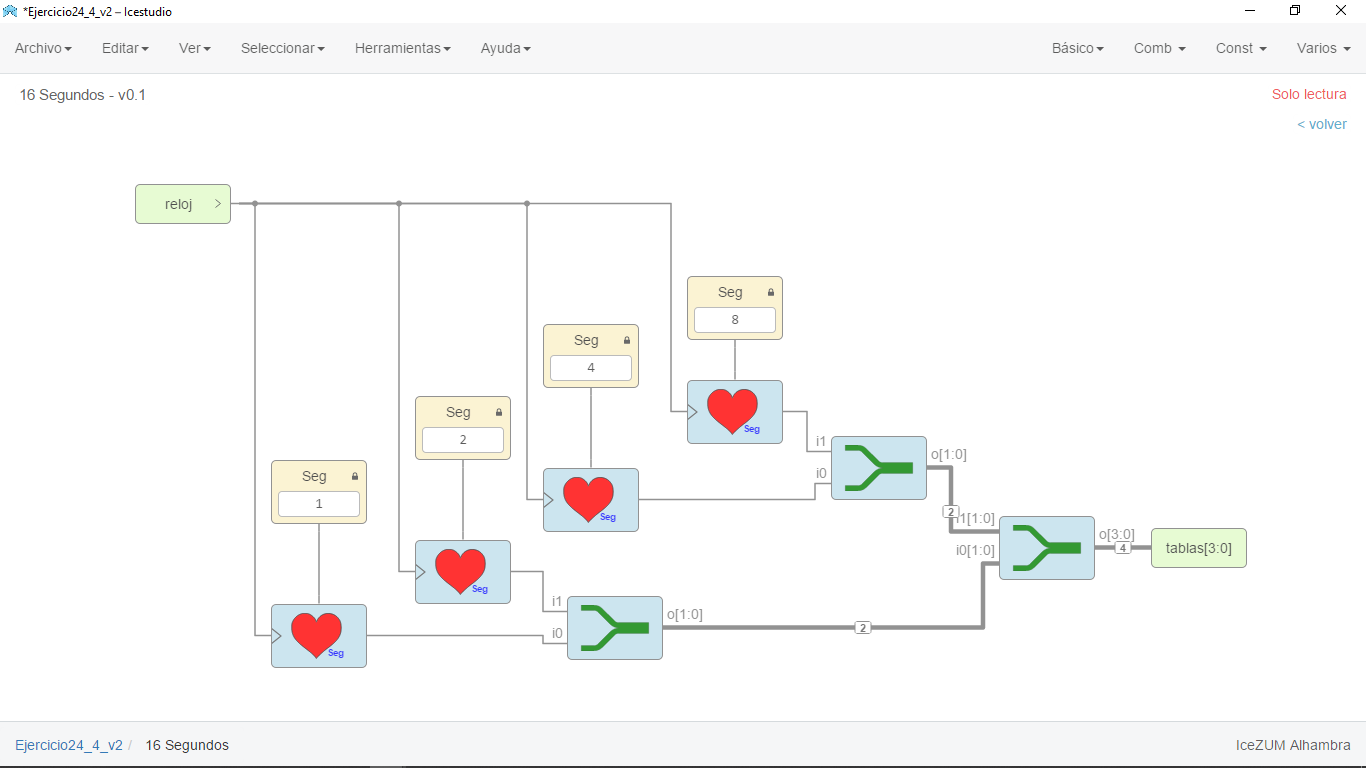 *Ejercicio24_4_v2 – Icestudio
Archivo Editar Ver Seleccionar Herramientas Ayuda Básico Comb Const Varios
16 Segundos - v0.1
Solo lectura
< volver
reloj
Seg
8
Seg
4
Seg
Seg
2
i1
o[1:0]
Seg
1
i0
Seg
2
i1[1:0]
o[3:0]
4
tablas[3:0]
i0[1:0]
Seg
i1
o[1:0]
2
i0
Seg
Ejercicio24_4_v2 / 16 Segundos
IceZUM Alhambra